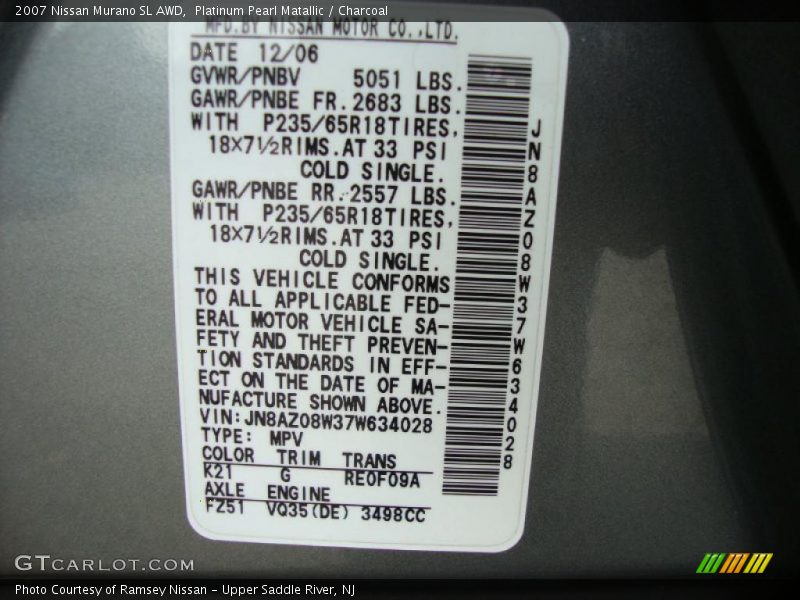 2007 Nissan Murano SL AWD, Platinum Pearl Matallic / Charcoal
MFD.BY NISSAN MOTOR CO.,LTD.
DATE 12/06
GVWR/PNBV 5051 LBS.
GAWR/PNBE FR.2683 LBS.
WITH P235/65R18TIRES,
18X7½RIMS.AT 33 PSI
COLD SINGLE.
GAWR/PNBE RR.2557 LBS.
WITH P235/65R18TIRES,
18X7½RIMS.AT 33 PSI
COLD SINGLE.
THIS VEHICLE CONFORMS
TO ALL APPLICABLE FED-
ERAL MOTOR VEHICLE SA-
FETY AND THEFT PREVEN-
TION STANDARDS IN EFF-
ECT ON THE DATE OF MA-
NUFACTURE SHOWN ABOVE.
VIN:JN8AZ08W37W634028
TYPE: MPV
COLOR TRIM TRANS
K21 G RE0F09A
AXLE ENGINE
FZ51 VQ35(DE) 3498CC
JN8AZ08W37W634028
GTCARLOT.COM
Photo Courtesy of Ramsey Nissan - Upper Saddle River, NJ